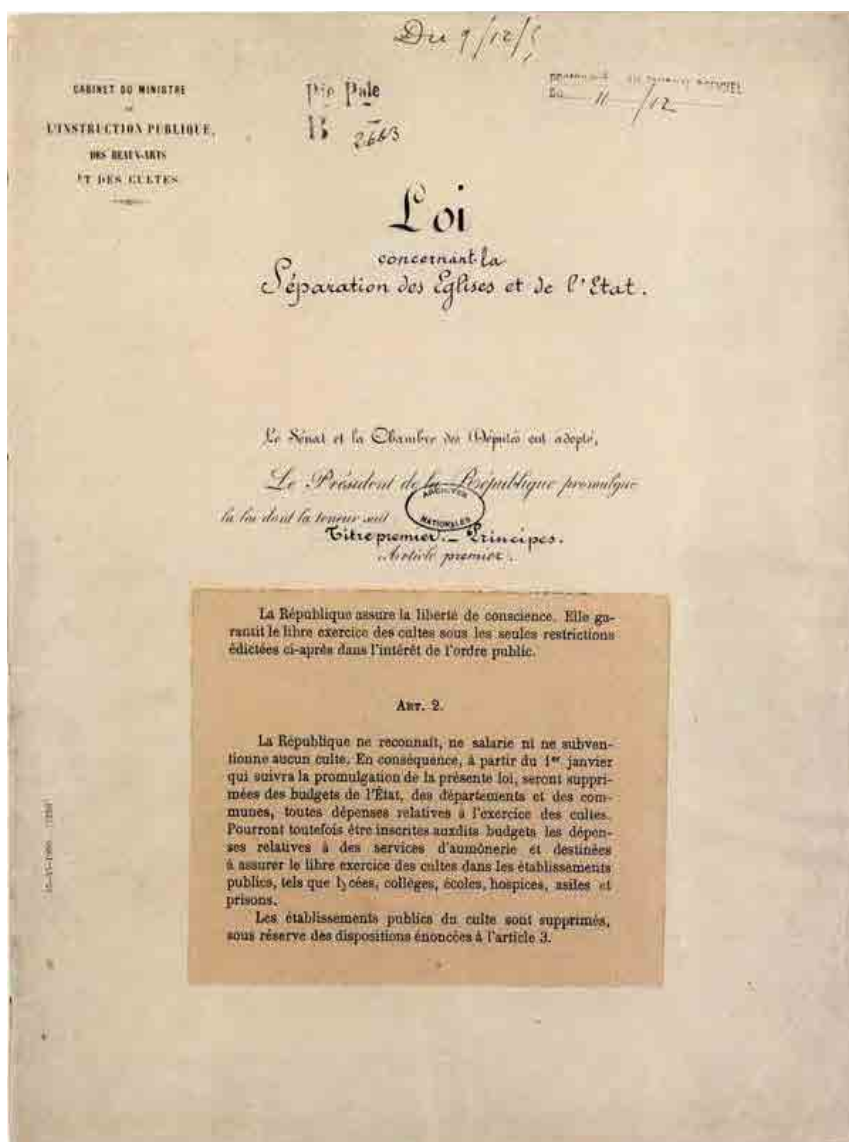 Du 9/12/5
CABINET DU MINISTRE
DE
L'INSTRUCTION PUBLIQUE,
DES BEAUX-ARTS
ET DES CULTES
Pie Pale
B 2663
DU 11/12
Loi
concernant la
Séparation des Eglises et de l'Etat.
Le Sénat et la Chambre des Députés ont adopté,
Le Président de la République promulgue
la loi dont la teneur suit
ARCHIVES
NATIONALES
Titre premier. _ Principes.
Article premier.
La République assure la liberté de conscience. Elle ga-
rantit le libre exercice des cultes sous les seules restrictions
édictées ci-après dans l'intérêt de l'ordre public.
ART. 2.
La République ne reconnaît, ne salarie ni ne subven-
tionne aucun culte. En conséquence, à partir du 1er janvier
qui suivra la promulgation de la présente loi, seront suppri-
mées des budgets de l'État, des départements et des com-
munes, toutes dépenses relatives à l'exercice des cultes.
Pourront toutefois être inscrites auxdits budgets les dépen-
ses relatives à des services d'aumônerie et destinées
à assurer le libre exercice des cultes dans les établissements
publics, tels que lycées, collèges, écoles, hospices, asiles et
prisons.
Les établissements publics du culte sont supprimés,
sous réserve des dispositions énoncées à l'article 3.